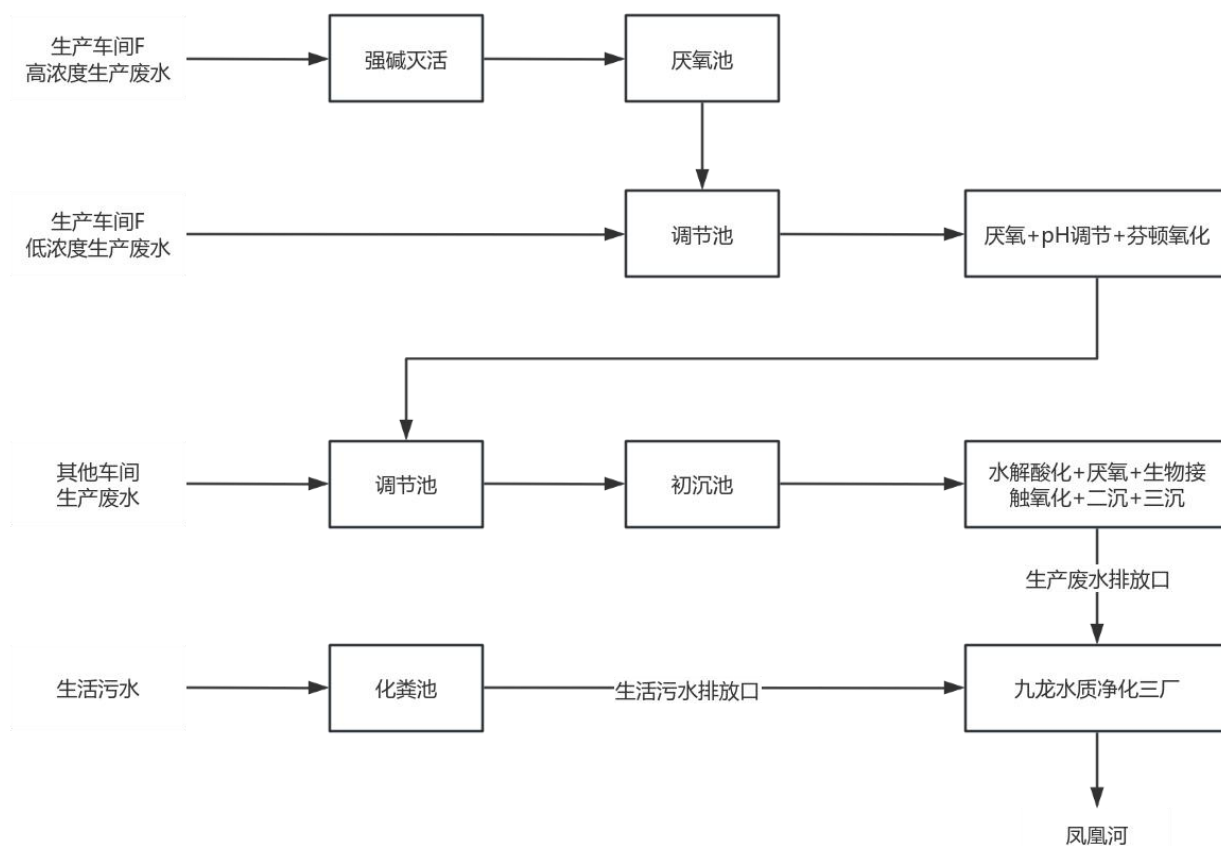 生产车间F
高浓度生产废水
强碱灭活
厌氧池
生产车间F
低浓度生产废水
调节池
厌氧+pH调节+芬顿氧化
其他车间
生产废水
调节池
初沉池
水解酸化+厌氧+生物接
触氧化+二沉+三沉
生产废水排放口
生活污水
化粪池
生活污水排放口
九龙水质净化三厂
凤凰河